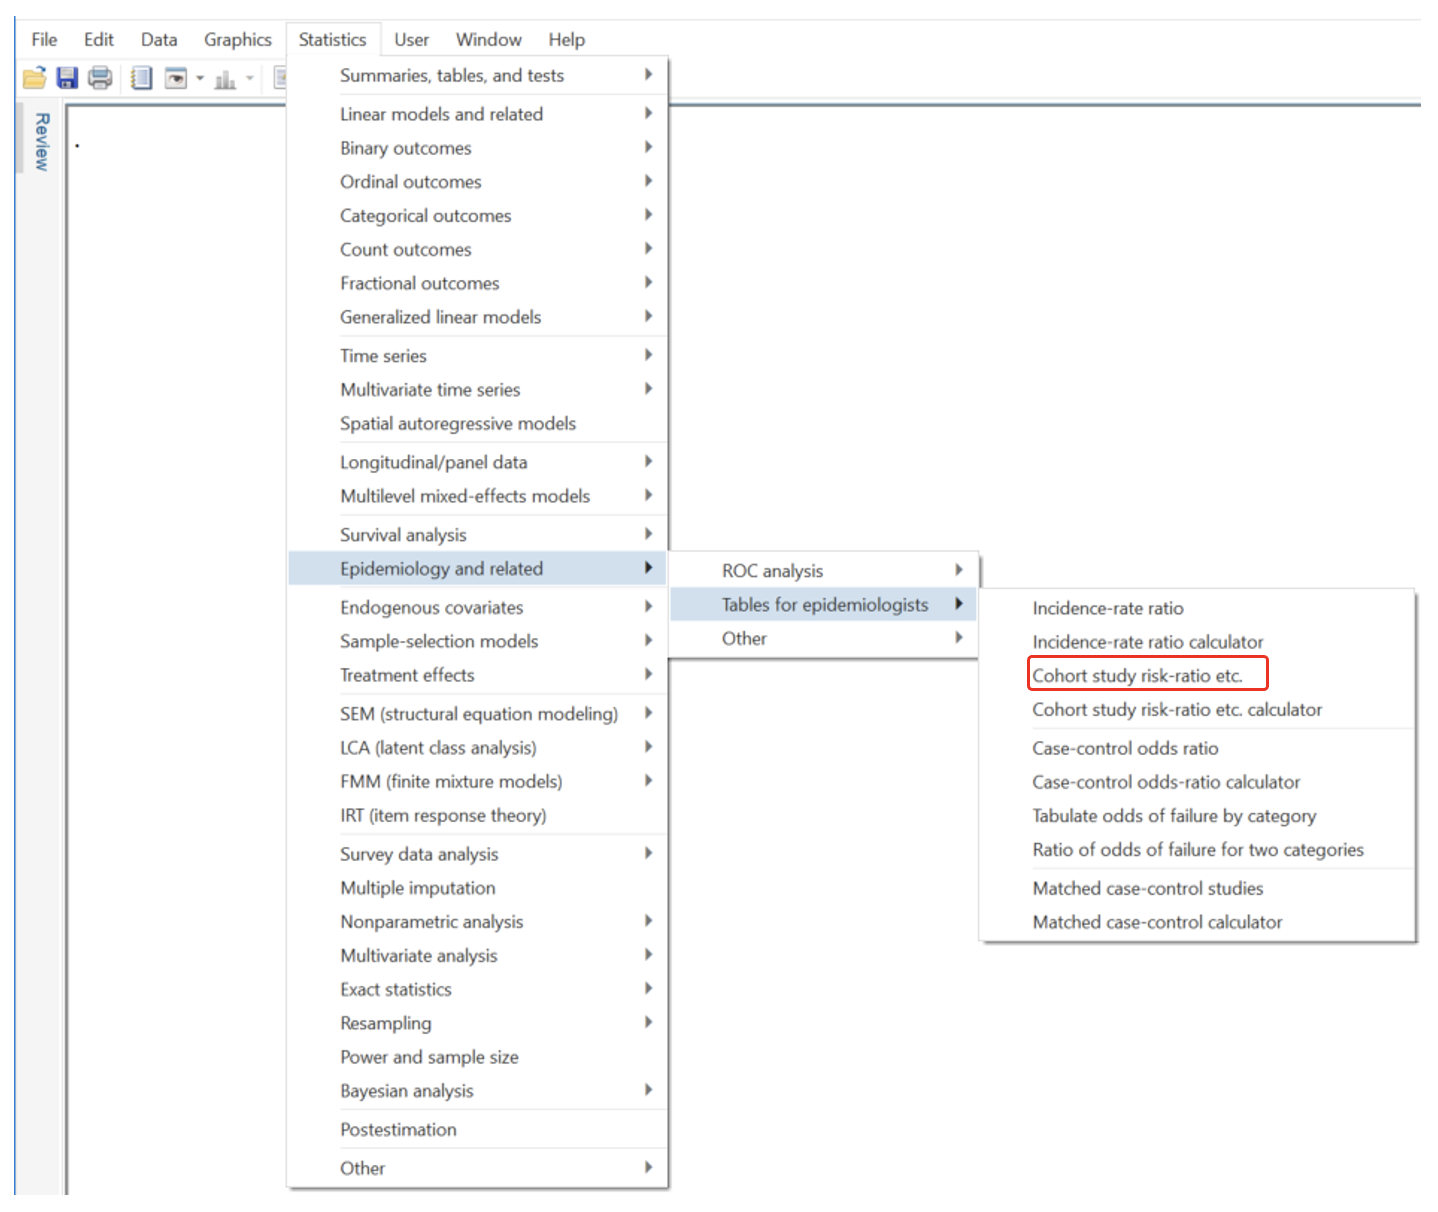 File Edit Data Graphics Statistics User Window Help
Review
.
Summaries, tables, and tests
Linear models and related
Binary outcomes
Ordinal outcomes
Categorical outcomes
Count outcomes
Fractional outcomes
Generalized linear models
Time series
Multivariate time series
Spatial autoregressive models
Longitudinal/panel data
Multilevel mixed-effects models
Survival analysis
Epidemiology and related
Endogenous covariates
Sample-selection models
Treatment effects
SEM (structural equation modeling)
LCA (latent class analysis)
FMM (finite mixture models)
IRT (item response theory)
Survey data analysis
Multiple imputation
Nonparametric analysis
Multivariate analysis
Exact statistics
Resampling
Power and sample size
Bayesian analysis
Postestimation
Other
ROC analysis
Tables for epidemiologists
Other
Incidence-rate ratio
Incidence-rate ratio calculator
Cohort study risk-ratio etc.
Cohort study risk-ratio etc. calculator
Case-control odds ratio
Case-control odds-ratio calculator
Tabulate odds of failure by category
Ratio of odds of failure for two categories
Matched case-control studies
Matched case-control calculator